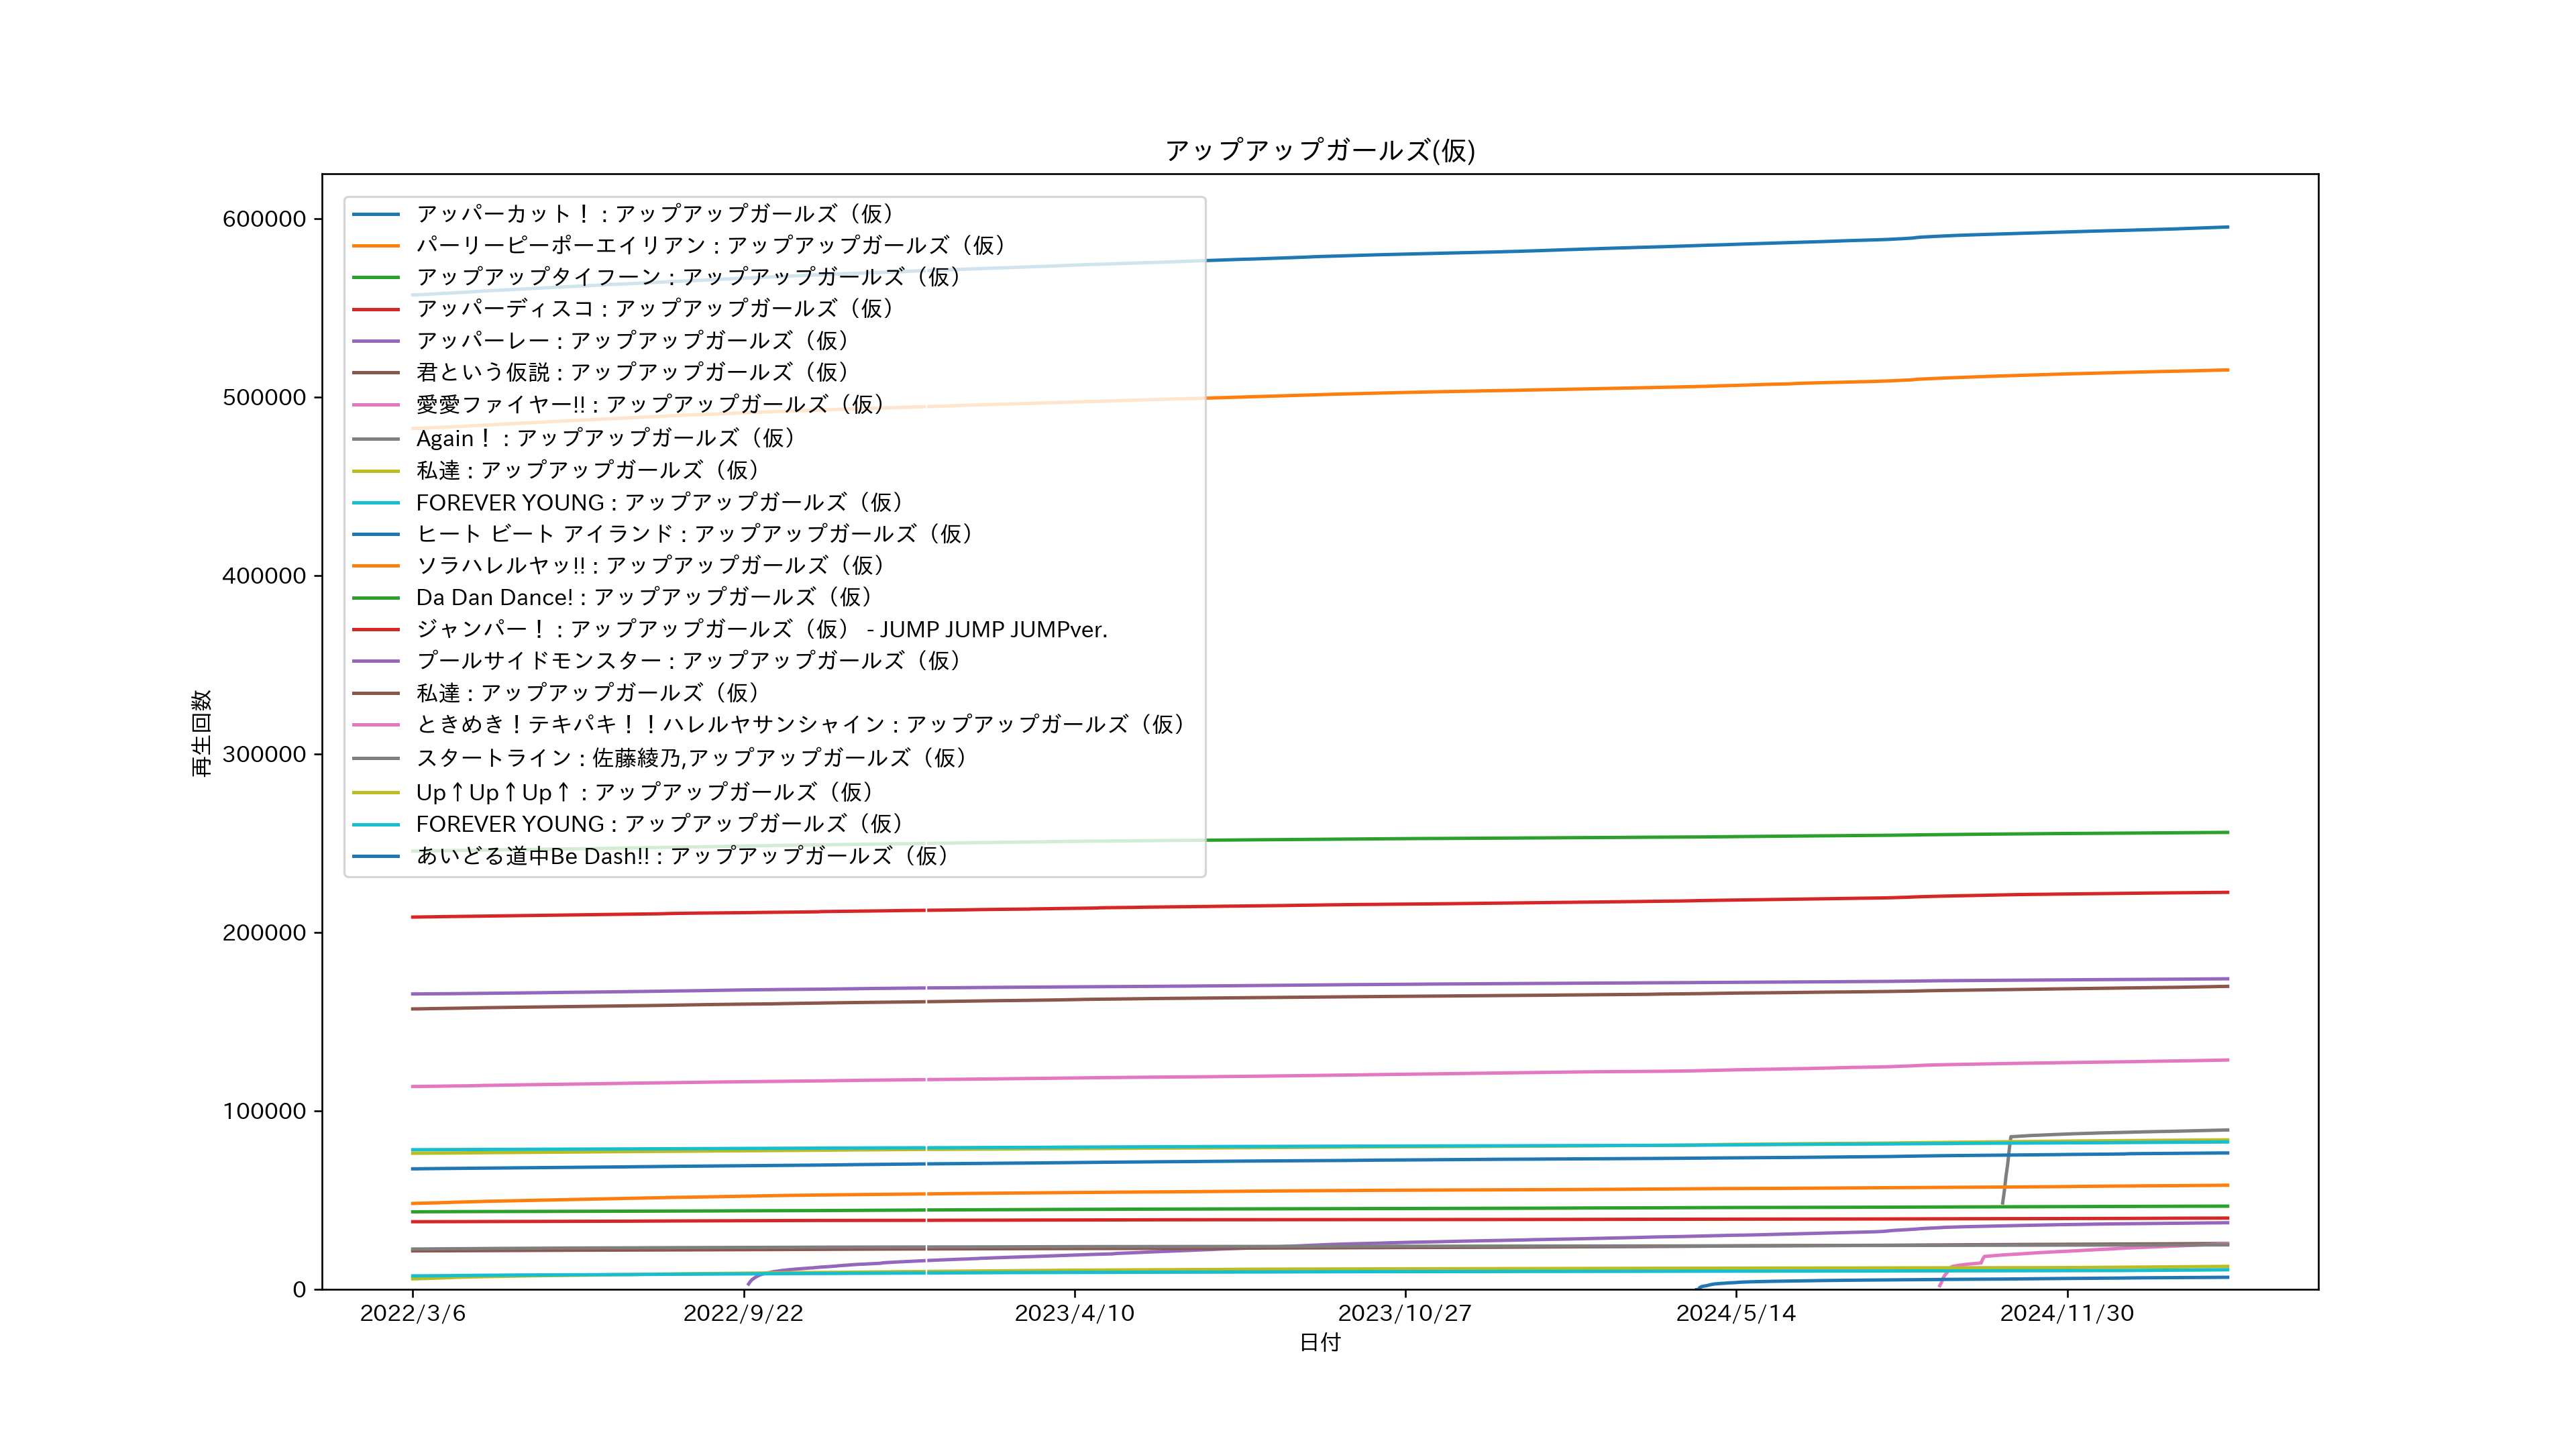 アップアップガールズ(仮)
アッパーカット！ : アップアップガールズ（仮）
パーリーピーポーエイリアン : アップアップガールズ（仮）
アップアップタイフーン : アップアップガールズ（仮）
アッパーディスコ : アップアップガールズ（仮）
アッパーレー : アップアップガールズ（仮）
君という仮説 : アップアップガールズ（仮）
愛愛ファイヤー!! : アップアップガールズ（仮）
Again！ : アップアップガールズ（仮）
私達 : アップアップガールズ（仮）
FOREVER YOUNG : アップアップガールズ（仮）
ヒート ビート アイランド : アップアップガールズ（仮）
ソラハレルヤッ!! : アップアップガールズ（仮）
Da Dan Dance! : アップアップガールズ（仮）
ジャンパー！ : アップアップガールズ（仮） - JUMP JUMP JUMPver.
プールサイドモンスター : アップアップガールズ（仮）
私達 : アップアップガールズ（仮）
ときめき！テキパキ！！ハレルヤサンシャイン : アップアップガールズ（仮）
スタートライン : 佐藤綾乃,アップアップガールズ（仮）
Up↑Up↑Up↑ : アップアップガールズ（仮）
FOREVER YOUNG : アップアップガールズ（仮）
あいどる道中Be Dash!! : アップアップガールズ（仮）
600000
500000
400000
300000
200000
100000
0
再生回数
2022/3/6
2022/9/22
2023/4/10
2023/10/27
2024/5/14
2024/11/30
日付